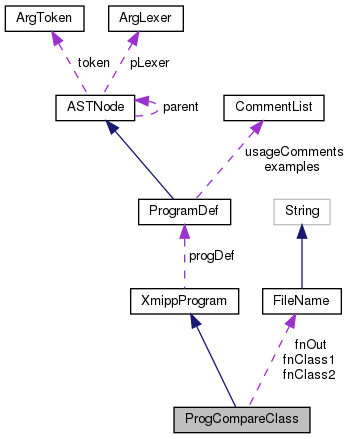 ArgToken
ArgLexer
token
pLexer
ASTNode
parent
CommentList
usageComments
examples
ProgramDef
String
progDef
XmippProgram
FileName
fnOut
fnClass1
fnClass2
ProgCompareClass